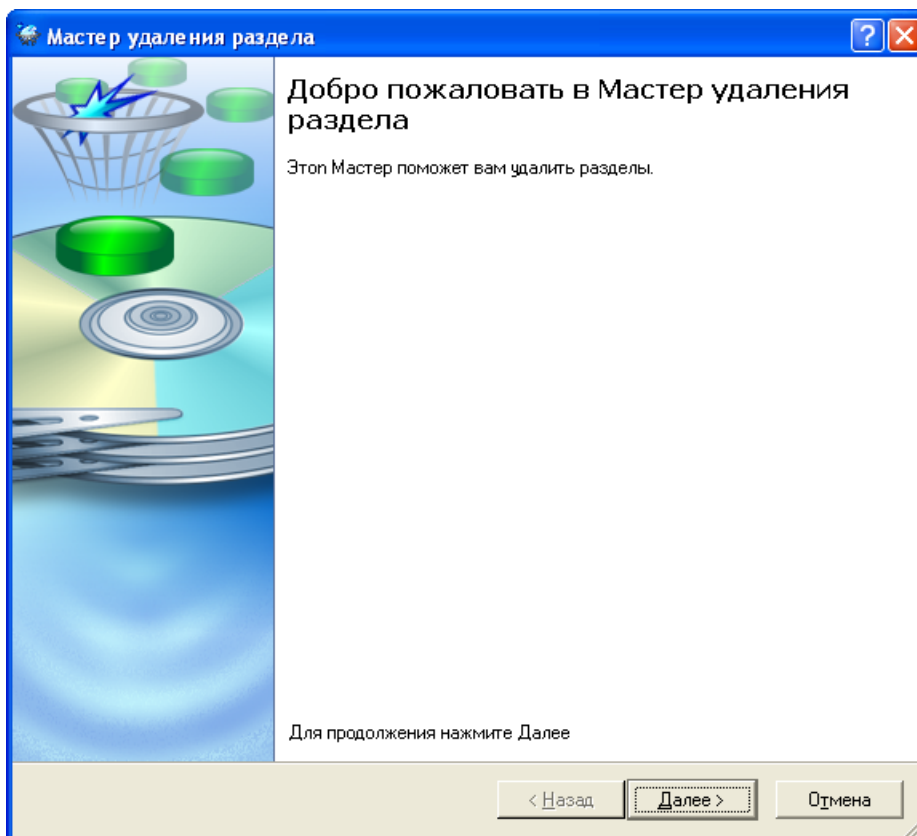 Мастер удаления раздела
Добро пожаловать в Мастер удаления
раздела
Этоп Мастер поможет вам удалить разделы.
Для продолжения нажмите Далее
< Назад
Далее >
Отмена